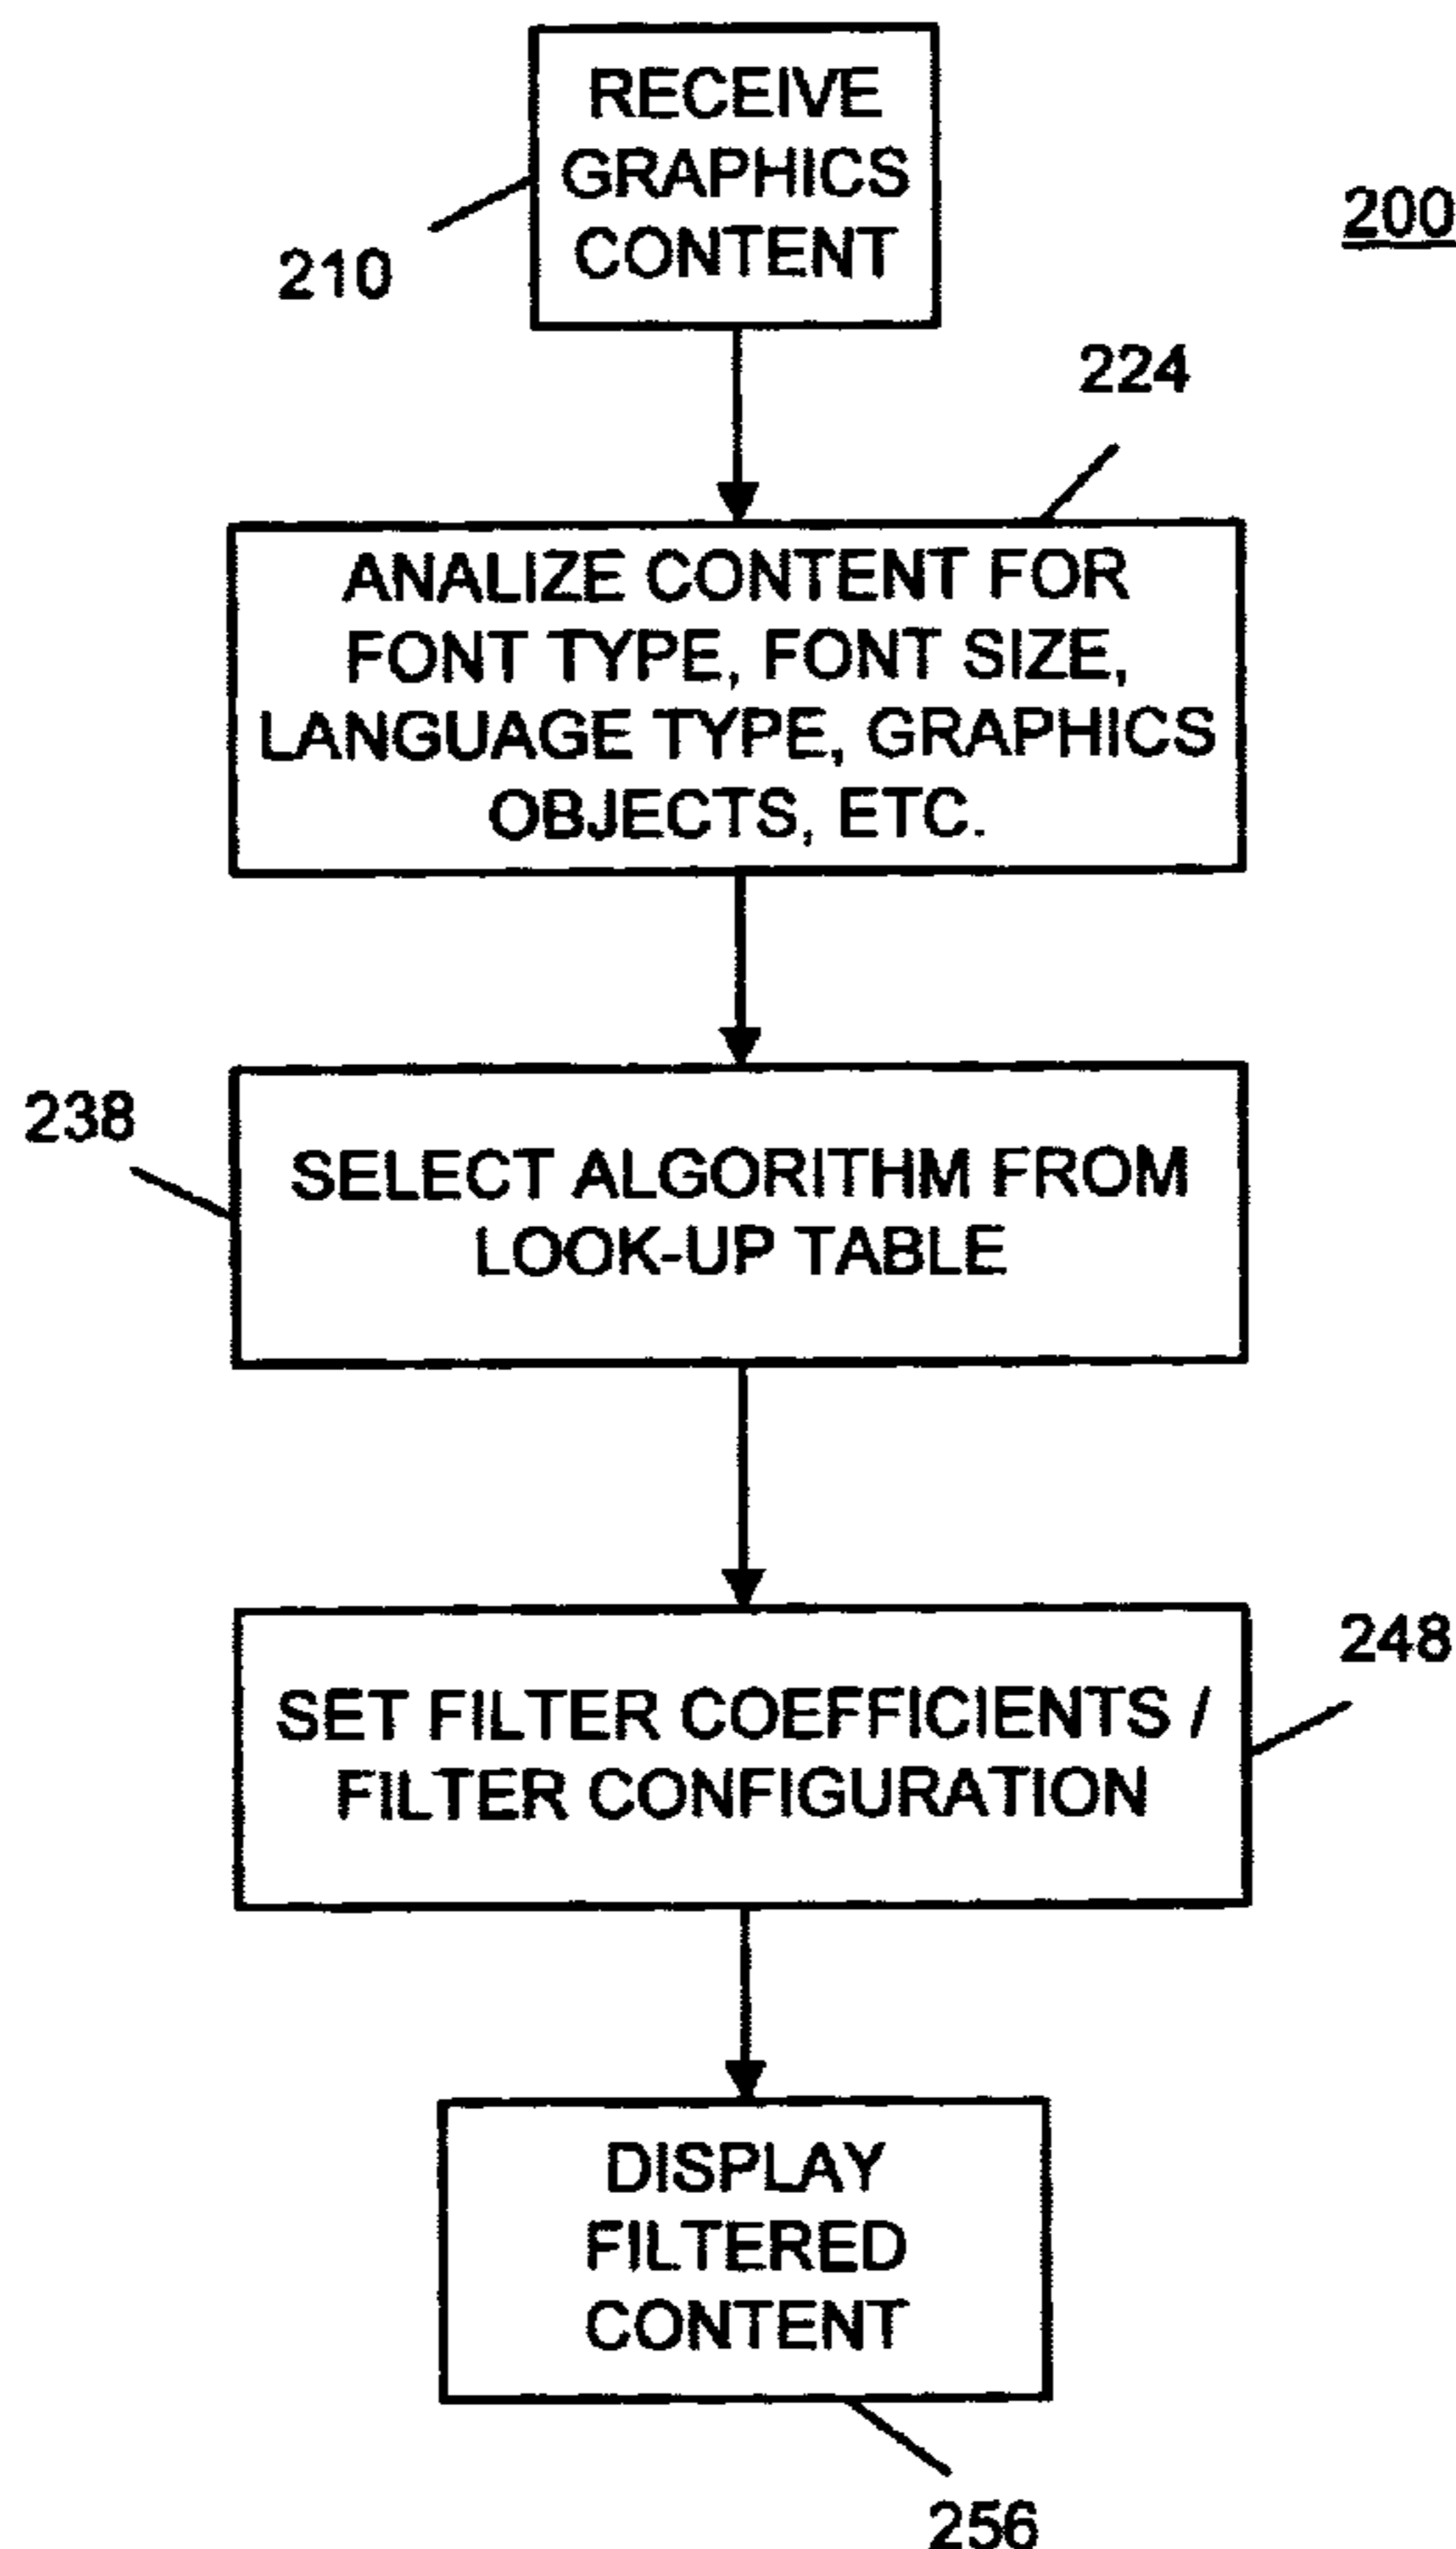 RECEIVE
GRAPHICS
CONTENT
200
210
224
ANALIZE CONTENT FOR
FONT TYPE, FONT SIZE,
LANGUAGE TYPE, GRAPHICS
OBJECTS, ETC.
238
SELECT ALGORITHM FROM
LOOK-UP TABLE
248
SET FILTER COEFFICIENTS /
FILTER CONFIGURATION
DISPLAY
FILTERED
CONTENT
256